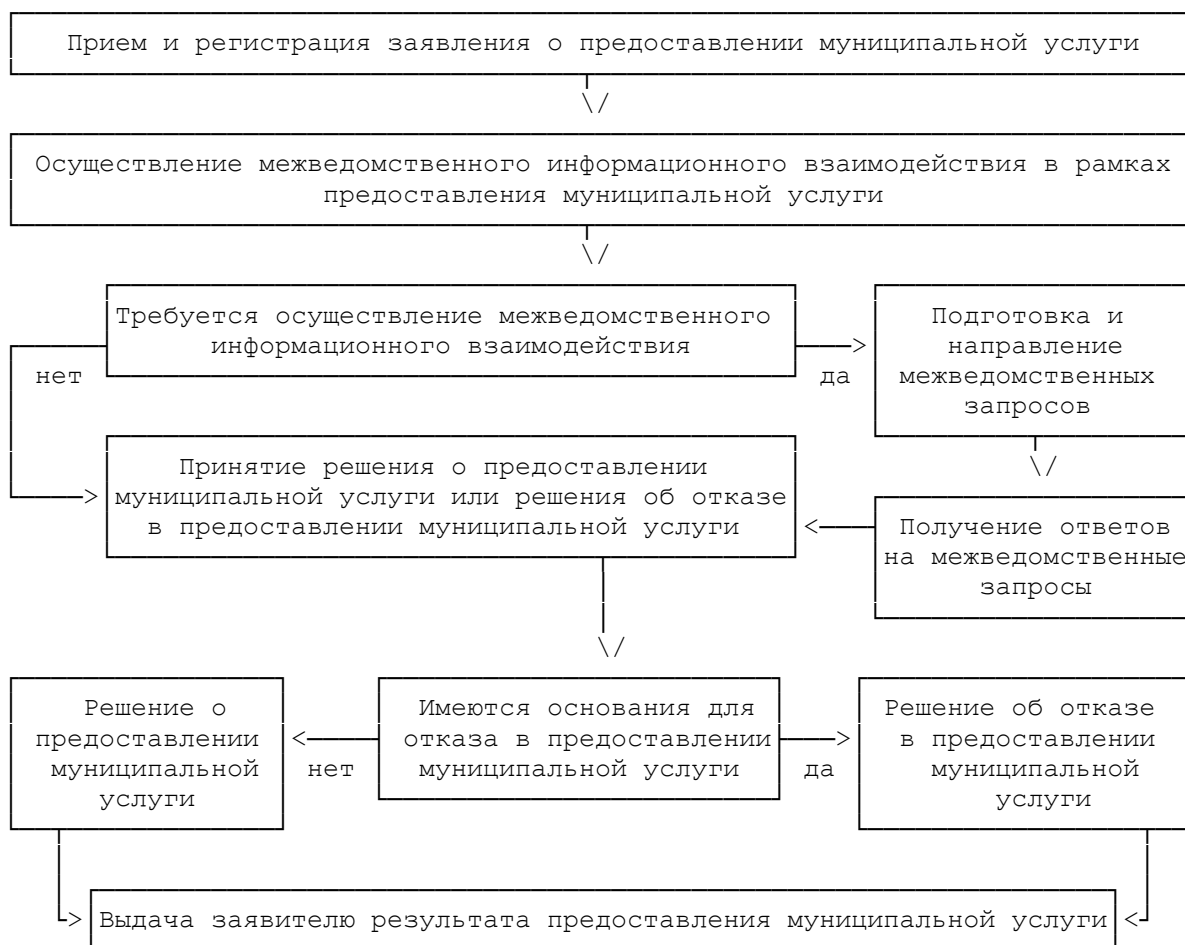 Прием и регистрация заявления о предоставлении муниципальной услуги
Осуществление межведомственного информационного взаимодействия в рамках
предоставления муниципальной услуги
Требуется осуществление межведомственного
информационного взаимодействия
нет
да
Подготовка и
направление
межведомственных
запросов
Принятие решения о предоставлении
муниципальной услуги или решения об отказе
в предоставлении муниципальной услуги
Получение ответов
на межведомственные
запросы
Решение о
предоставлении
муниципальной
услуги
нет
Имеются основания для
отказа в предоставлении
муниципальной услуги
да
Решение об отказе
в предоставлении
муниципальной
услуги
Выдача заявителю результата предоставления муниципальной услуги